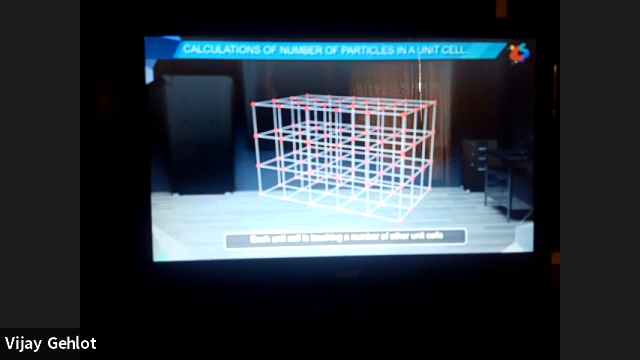 CALCULATIONS OF NUMBER OF PARTICLES IN A UNIT CELL
Each unit cell is touching a number of other unit cells
Vijay Gehlot